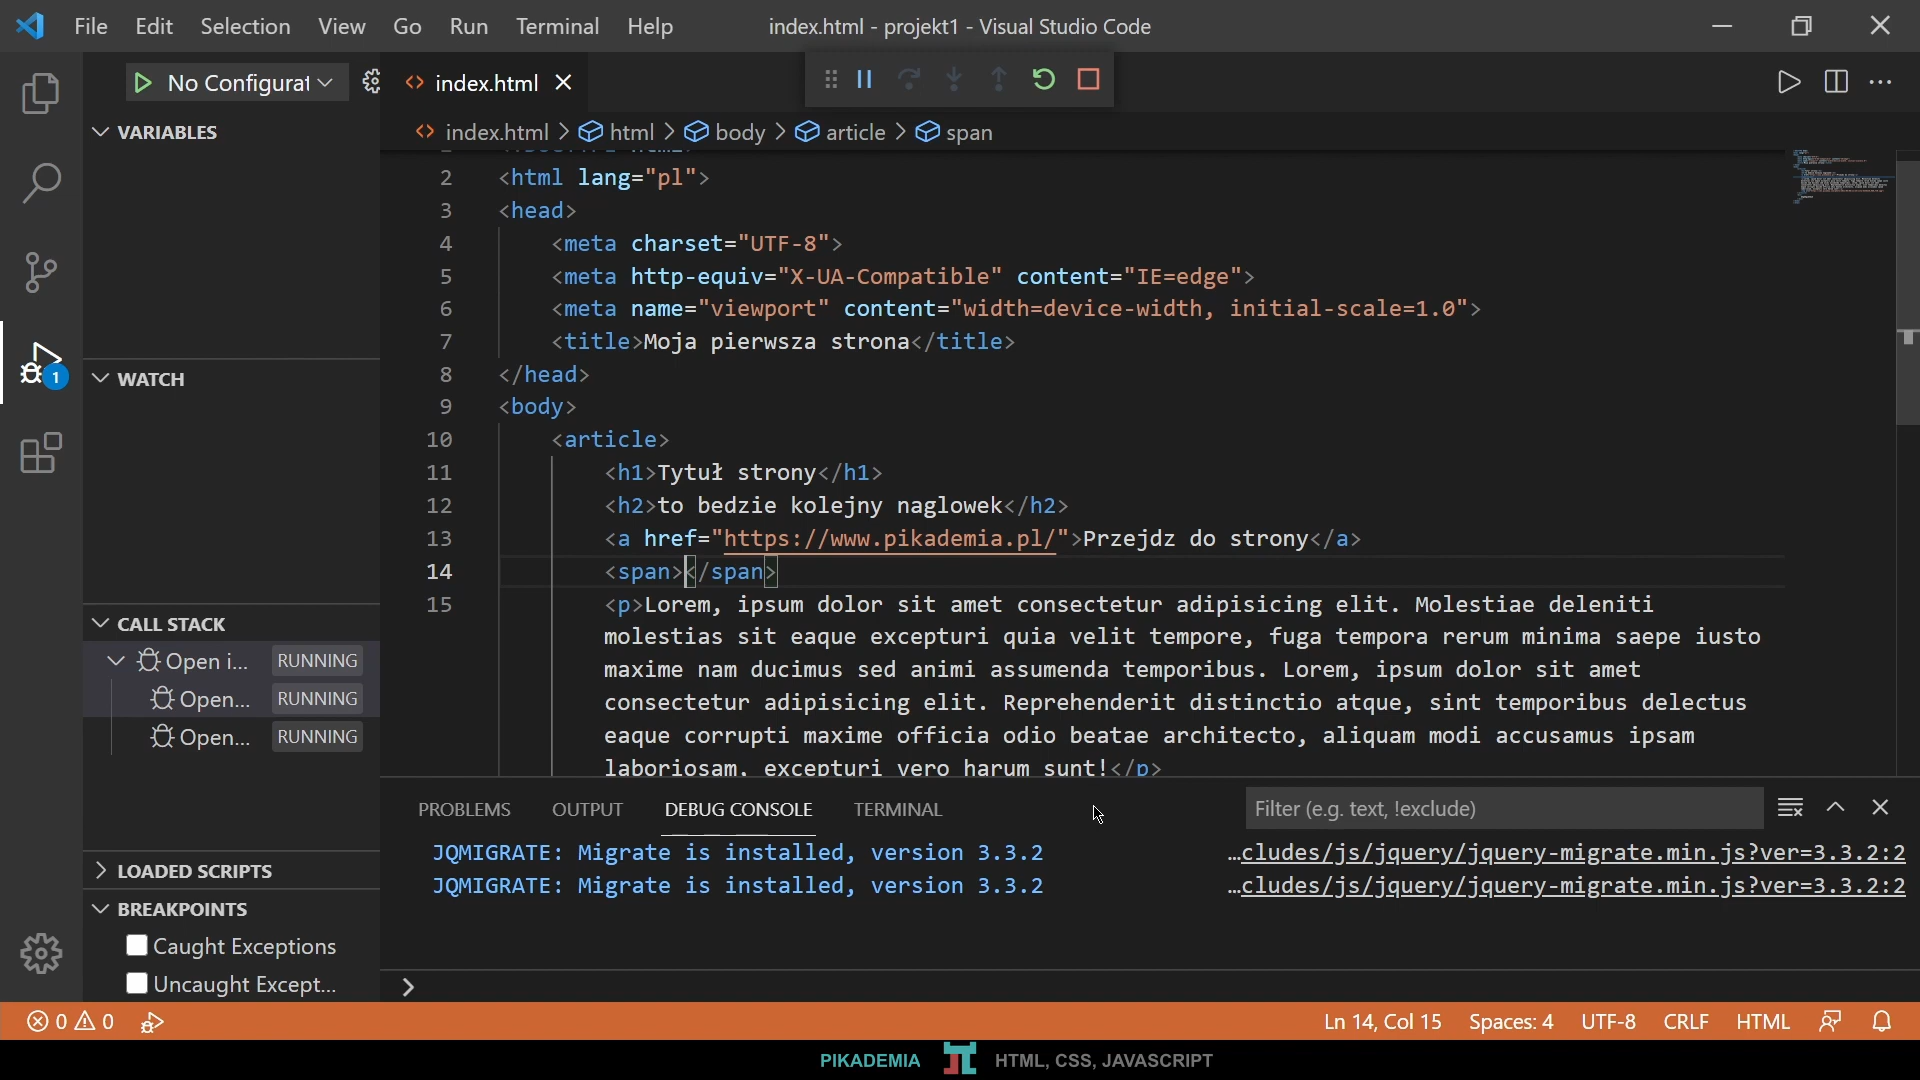 File Edit Selection View Go Run Terminal Help index.html - projekt1 - Visual Studio Code
No Configurat index.html
index.html html body article span
VARIABLES
2 <html lang="pl">
3 <head>
4 <meta charset="UTF-8">
5 <meta http-equiv="X-UA-Compatible" content="IE=edge">
6 <meta name="viewport" content="width=device-width, initial-scale=1.0">
7 <title>Moja pierwsza strona</title>
8 </head>
WATCH
9 <body>
10 <article>
11 <h1>Tytuł strony</h1>
12 <h2>to bedzie kolejny naglowek</h2>
13 <a href="https://www.pikademia.pl/">Przejdz do strony</a>
14 <span></span>
15 <p>Lorem, ipsum dolor sit amet consectetur adipisicing elit. Molestiae deleniti
molestias sit eaque excepturi quia velit tempore, fuga tempora rerum minima saepe iusto
maxime nam ducimus sed animi assumenda temporibus. Lorem, ipsum dolor sit amet
consectetur adipisicing elit. Reprehenderit distinctio atque, sint temporibus delectus
eaque corrupti maxime officia odio beatae architecto, aliquam modi accusamus ipsam
laboriosam, excepturi vero harum sunt!</p>
CALL STACK
Open i... RUNNING
Open... RUNNING
Open... RUNNING
LOADED SCRIPTS
BREAKPOINTS
Caught Exceptions
Uncaught Except...
PROBLEMS OUTPUT DEBUG CONSOLE TERMINAL Filter (e.g. text, !exclude)
JQMIGRATE: Migrate is installed, version 3.3.2 …cludes/js/jquery/jquery-migrate.min.js?ver=3.3.2:2
JQMIGRATE: Migrate is installed, version 3.3.2 …cludes/js/jquery/jquery-migrate.min.js?ver=3.3.2:2
1
0 0 Ln 14, Col 15 Spaces: 4 UTF-8 CRLF HTML
PIKADEMIA HTML, CSS, JAVASCRIPT